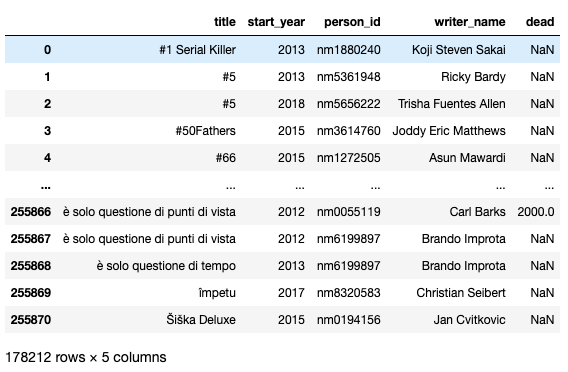 title start_year person_id writer_name dead
0 #1 Serial Killer 2013 nm1880240 Koji Steven Sakai NaN
1 #5 2013 nm5361948 Ricky Bardy NaN
2 #5 2018 nm5656222 Trisha Fuentes Allen NaN
3 #50Fathers 2015 nm3614760 Joddy Eric Matthews NaN
4 #66 2015 nm1272505 Asun Mawardi NaN
... ... ... ... ... ...
255866 è solo questione di punti di vista 2012 nm0055119 Carl Barks 2000.0
255867 è solo questione di punti di vista 2012 nm6199897 Brando Improta NaN
255868 è solo questione di tempo 2013 nm6199897 Brando Improta NaN
255869 împetu 2017 nm8320583 Christian Seibert NaN
255870 Šiška Deluxe 2015 nm0194156 Jan Cvitkovic NaN
178212 rows × 5 columns